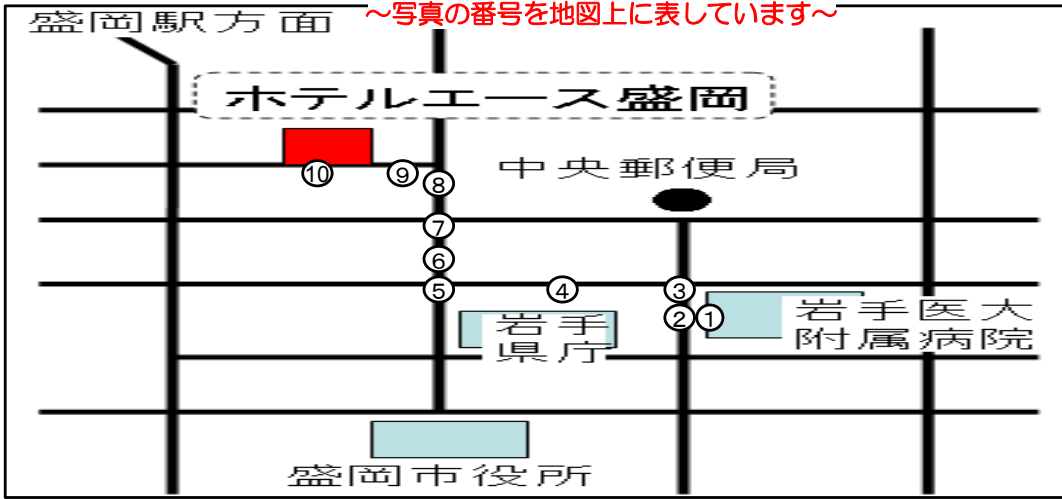 ～写真の番号を地図上に表しています～
盛岡駅方面
ホテルエース盛岡
中央郵便局
⑩
⑨
⑧
⑦
⑥
⑤
④
③
②
①
岩手
県庁
岩手医大
附属病院
盛岡市役所